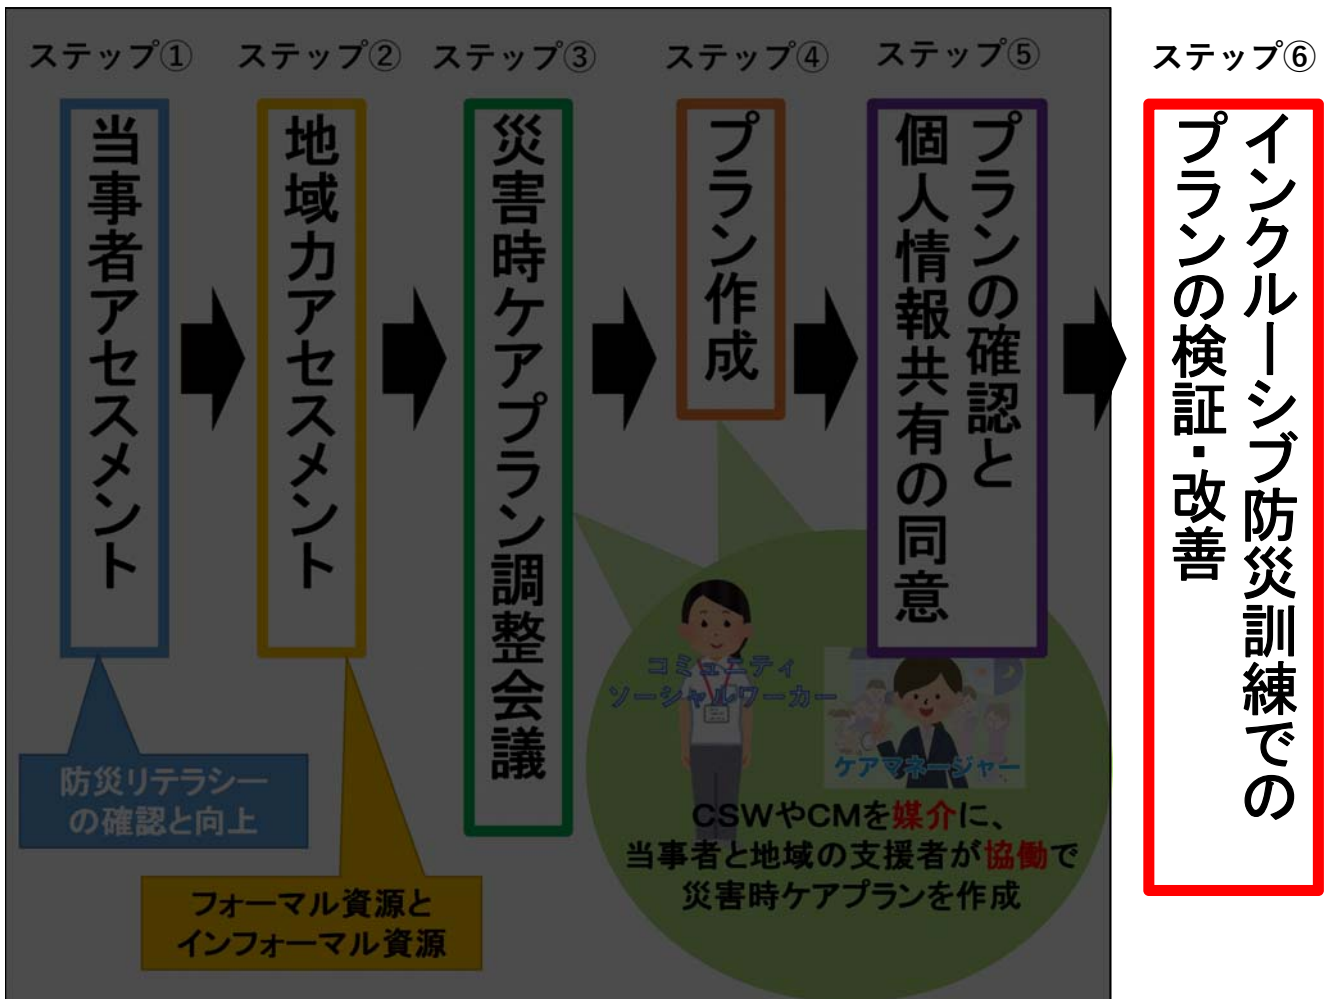 ステップ①
当事者アセスメント
防災リテラシー
の確認と向上
ステップ②
地域力アセスメント
フォーマル資源と
インフォーマル資源
ステップ③
災害時ケアプラン調整会議
ステップ④
プラン作成
ステップ⑤
プランの確認と
個人情報共有の同意
コミュニティ
ソーシャルワーカー
ケアマネージャー
CSWやCMを媒介に、
当事者と地域の支援者が協働で
災害時ケアプランを作成
ステップ⑥
インクルーシブ防災訓練での
プランの検証・改善